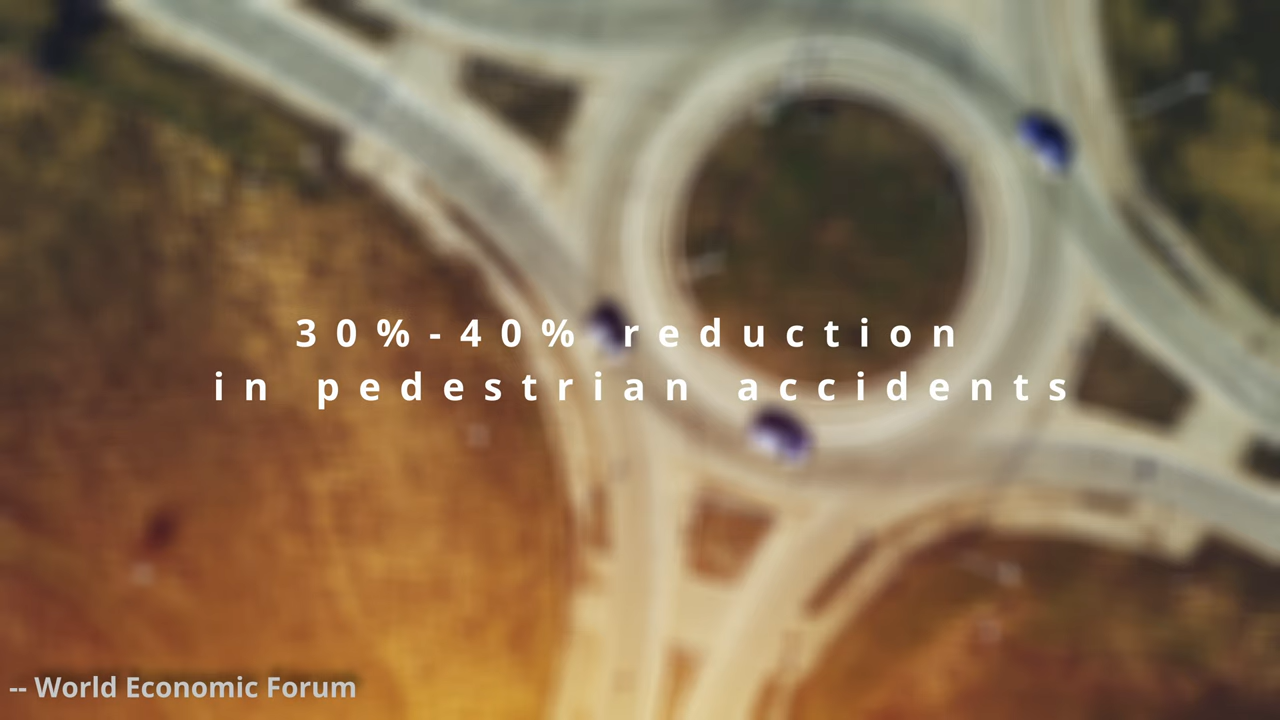 30%-40% reduction
in pedestrian accidents
-- World Economic Forum